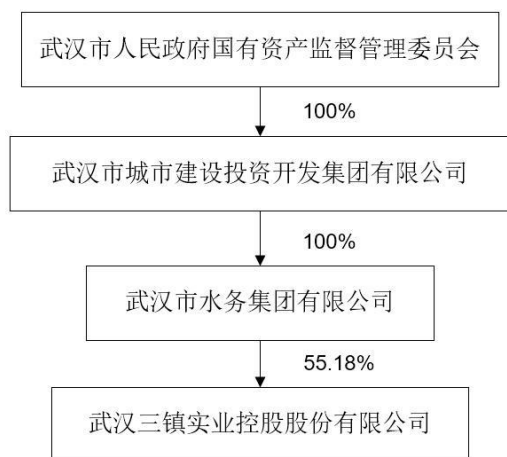 武汉市人民政府国有资产监督管理委员会
100%
武汉市城市建设投资开发集团有限公司
100%
武汉市水务集团有限公司
55.18%
武汉三镇实业控股股份有限公司